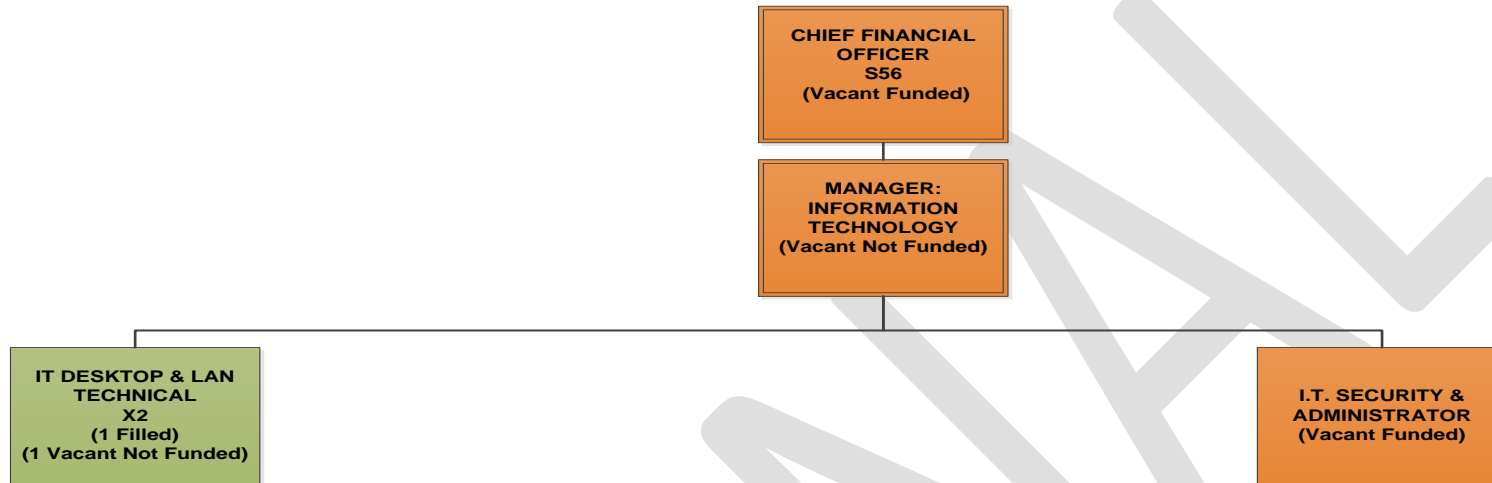 CHIEF FINANCIAL
OFFICER
S56
(Vacant Funded)
MANAGER:
INFORMATION
TECHNOLOGY
(Vacant Not Funded)
IT DESKTOP & LAN
TECHNICAL
X2
(1 Filled)
(1 Vacant Not Funded)
I.T. SECURITY &
ADMINISTRATOR
(Vacant Funded)